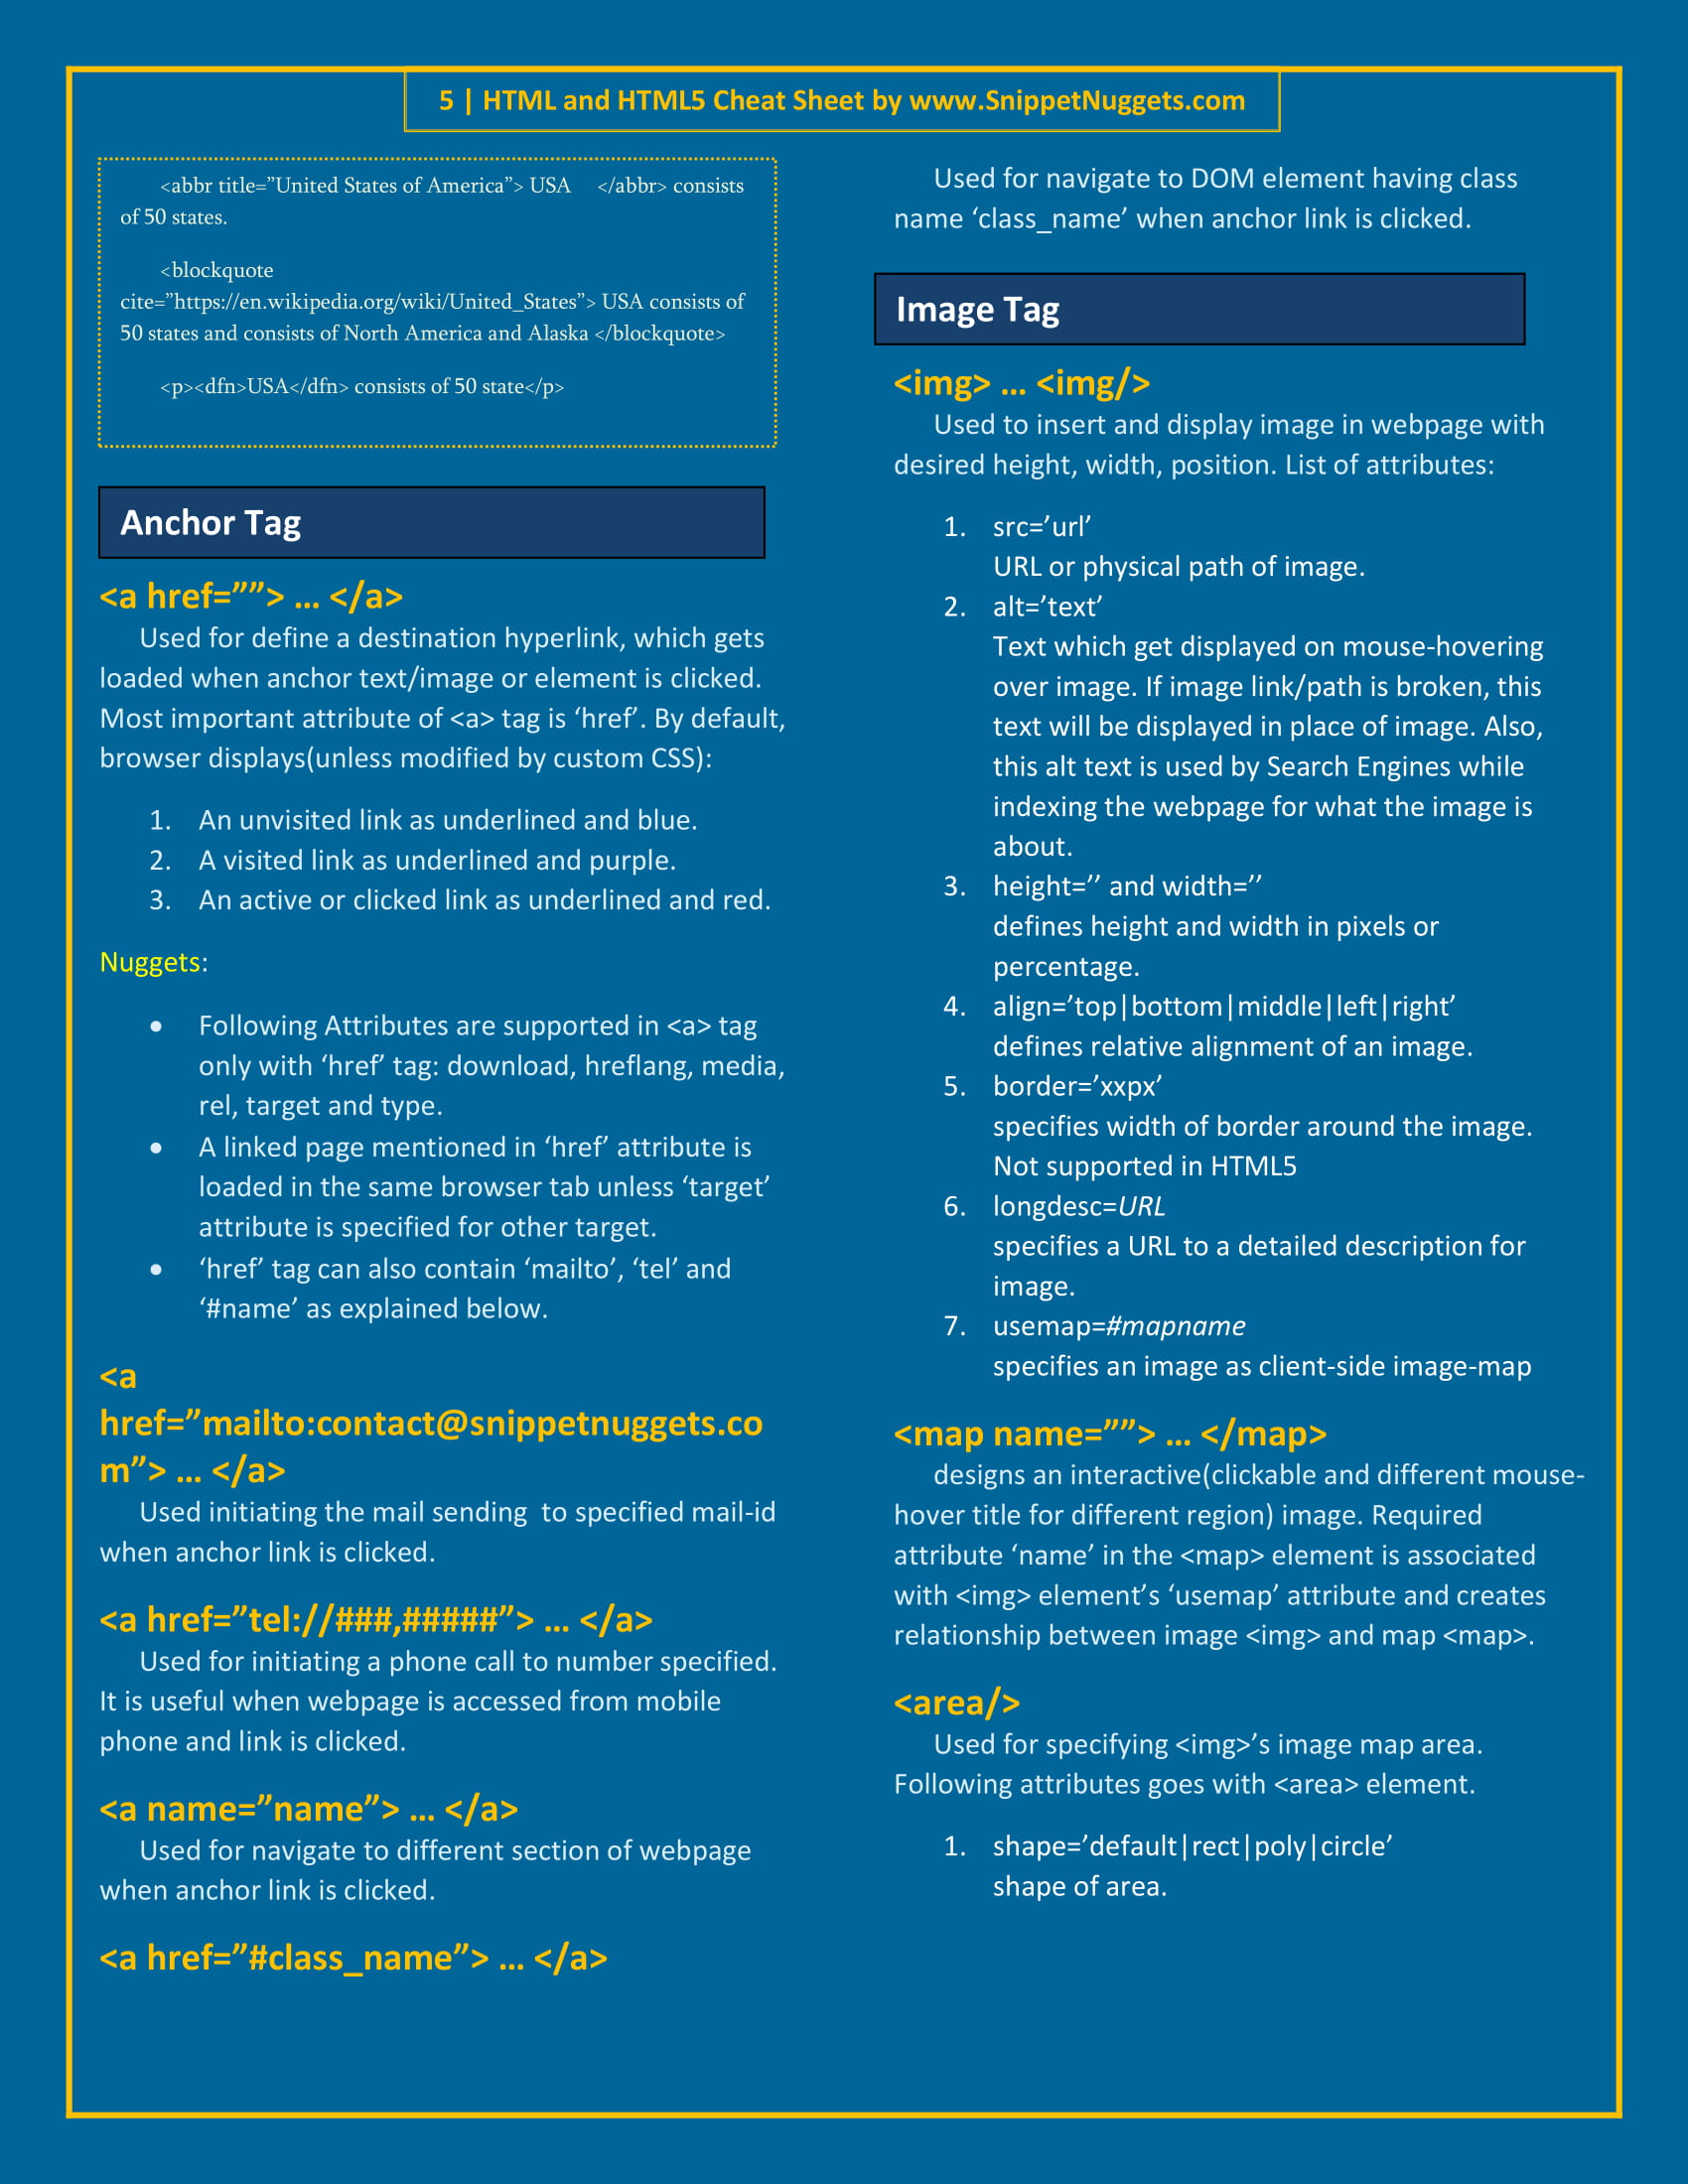 5 | HTML and HTML5 Cheat Sheet by www.SnippetNuggets.com
<abbr title=”United States of America”> USA </abbr> consists
of 50 states.
<blockquote
cite=”https://en.wikipedia.org/wiki/United_States”> USA consists of
50 states and consists of North America and Alaska </blockquote>
<p><dfn>USA</dfn> consists of 50 state</p>
Anchor Tag
<a href=””> … </a>
Used for define a destination hyperlink, which gets
loaded when anchor text/image or element is clicked.
Most important attribute of <a> tag is ‘href’. By default,
browser displays(unless modified by custom CSS):
1. An unvisited link as underlined and blue.
2. A visited link as underlined and purple.
3. An active or clicked link as underlined and red.
Nuggets:
• Following Attributes are supported in <a> tag
only with ‘href’ tag: download, hreflang, media,
rel, target and type.
• A linked page mentioned in ‘href’ attribute is
loaded in the same browser tab unless ‘target’
attribute is specified for other target.
• ‘href’ tag can also contain ‘mailto’, ‘tel’ and
‘#name’ as explained below.
<a
href=”mailto:contact@snippetnuggets.co
m”> … </a>
Used initiating the mail sending to specified mail-id
when anchor link is clicked.
<a href=”tel://###,#####”> … </a>
Used for initiating a phone call to number specified.
It is useful when webpage is accessed from mobile
phone and link is clicked.
<a name=”name”> … </a>
Used for navigate to different section of webpage
when anchor link is clicked.
<a href=”#class_name”> … </a>
Used for navigate to DOM element having class
name ‘class_name’ when anchor link is clicked.
Image Tag
<img> … <img/>
Used to insert and display image in webpage with
desired height, width, position. List of attributes:
1. src=’url’
URL or physical path of image.
2. alt=’text’
Text which get displayed on mouse-hovering
over image. If image link/path is broken, this
text will be displayed in place of image. Also,
this alt text is used by Search Engines while
indexing the webpage for what the image is
about.
3. height=’’ and width=’’
defines height and width in pixels or
percentage.
4. align=’top|bottom|middle|left|right’
defines relative alignment of an image.
5. border=’xxpx’
specifies width of border around the image.
Not supported in HTML5
6. longdesc=URL
specifies a URL to a detailed description for
image.
7. usemap=#mapname
specifies an image as client-side image-map
<map name=””> … </map>
designs an interactive(clickable and different mouse-
hover title for different region) image. Required
attribute ‘name’ in the <map> element is associated
with <img> element’s ‘usemap’ attribute and creates
relationship between image <img> and map <map>.
<area/>
Used for specifying <img>’s image map area.
Following attributes goes with <area> element.
1. shape=’default|rect|poly|circle’
shape of area.